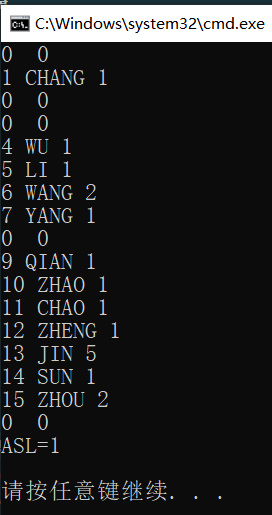 C:\Windows\system32\cmd.exe
0  0
1 CHANG 1
0  0
0  0
4 WU 1
5 LI 1
6 WANG 2
7 YANG 1
0  0
9 QIAN 1
10 ZHAO 1
11 CHAO 1
12 ZHENG 1
13 JIN 5
14 SUN 1
15 ZHOU 2
0  0
ASL=1
请按任意键继续. . .